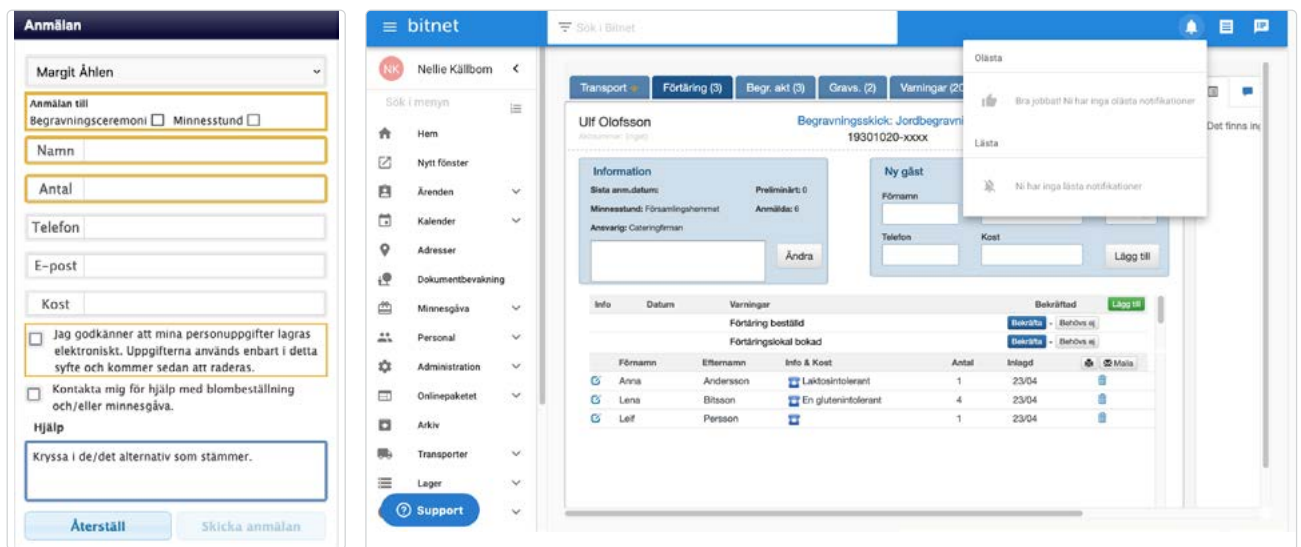 Anmälan
Margit Åhlen
Anmälan till
Begravningsceremoni Minnesstund
Namn
Antal
Telefon
E-post
Kost
Jag godkänner att mina personuppgifter lagras
elektroniskt. Uppgifterna används enbart i detta
syfte och kommer sedan att raderas.
Kontakta mig för hjälp med blombeställning
och/eller minnesgåva.
Hjälp
Kryssa i de/det alternativ som stämmer.
Återställ Skicka anmälan
bitnet
Sök i Bitnet
NK Nellie Källbom
Sök i menyn
Hem
Nytt fönster
Ärenden
Kalender
Adresser
Dokumentbevakning
Minnesgåva
Personal
Administration
Onlinepaketet
Arkiv
Transporter
Lager
Support
Transport Förtäring (3) Begr. akt (3) Gravs. (2) Varningar (20
Ulf Olofsson
Begravningsskick: Jordbegravni
19301020-xxxx
Information
Sista anm.datum: Preliminärt: 0
Minnesstund: Församlingshemmet Anmälda: 6
Ansvarig: Cateringfirman
Ändra
Ny gäst
Förnamn
Telefon Kost
Lägg till
Olästa
Bra jobbat! Ni har inga olästa notifikationer
Lästa
Ni har inga lästa notifikationer
Det finns ing
Info Datum Varningar Bekräftad Lägg till
Förtäring beställd Bekräfta - Behövs ej
Förtäringslokal bokad Bekräfta - Behövs ej
Förnamn Efternamn Info & Kost Antal Inlagd Maila
Anna Andersson Laktosintolerant 1 23/04
Lena Bitsson En glutenintolerant 4 23/04
Leif Persson 1 23/04